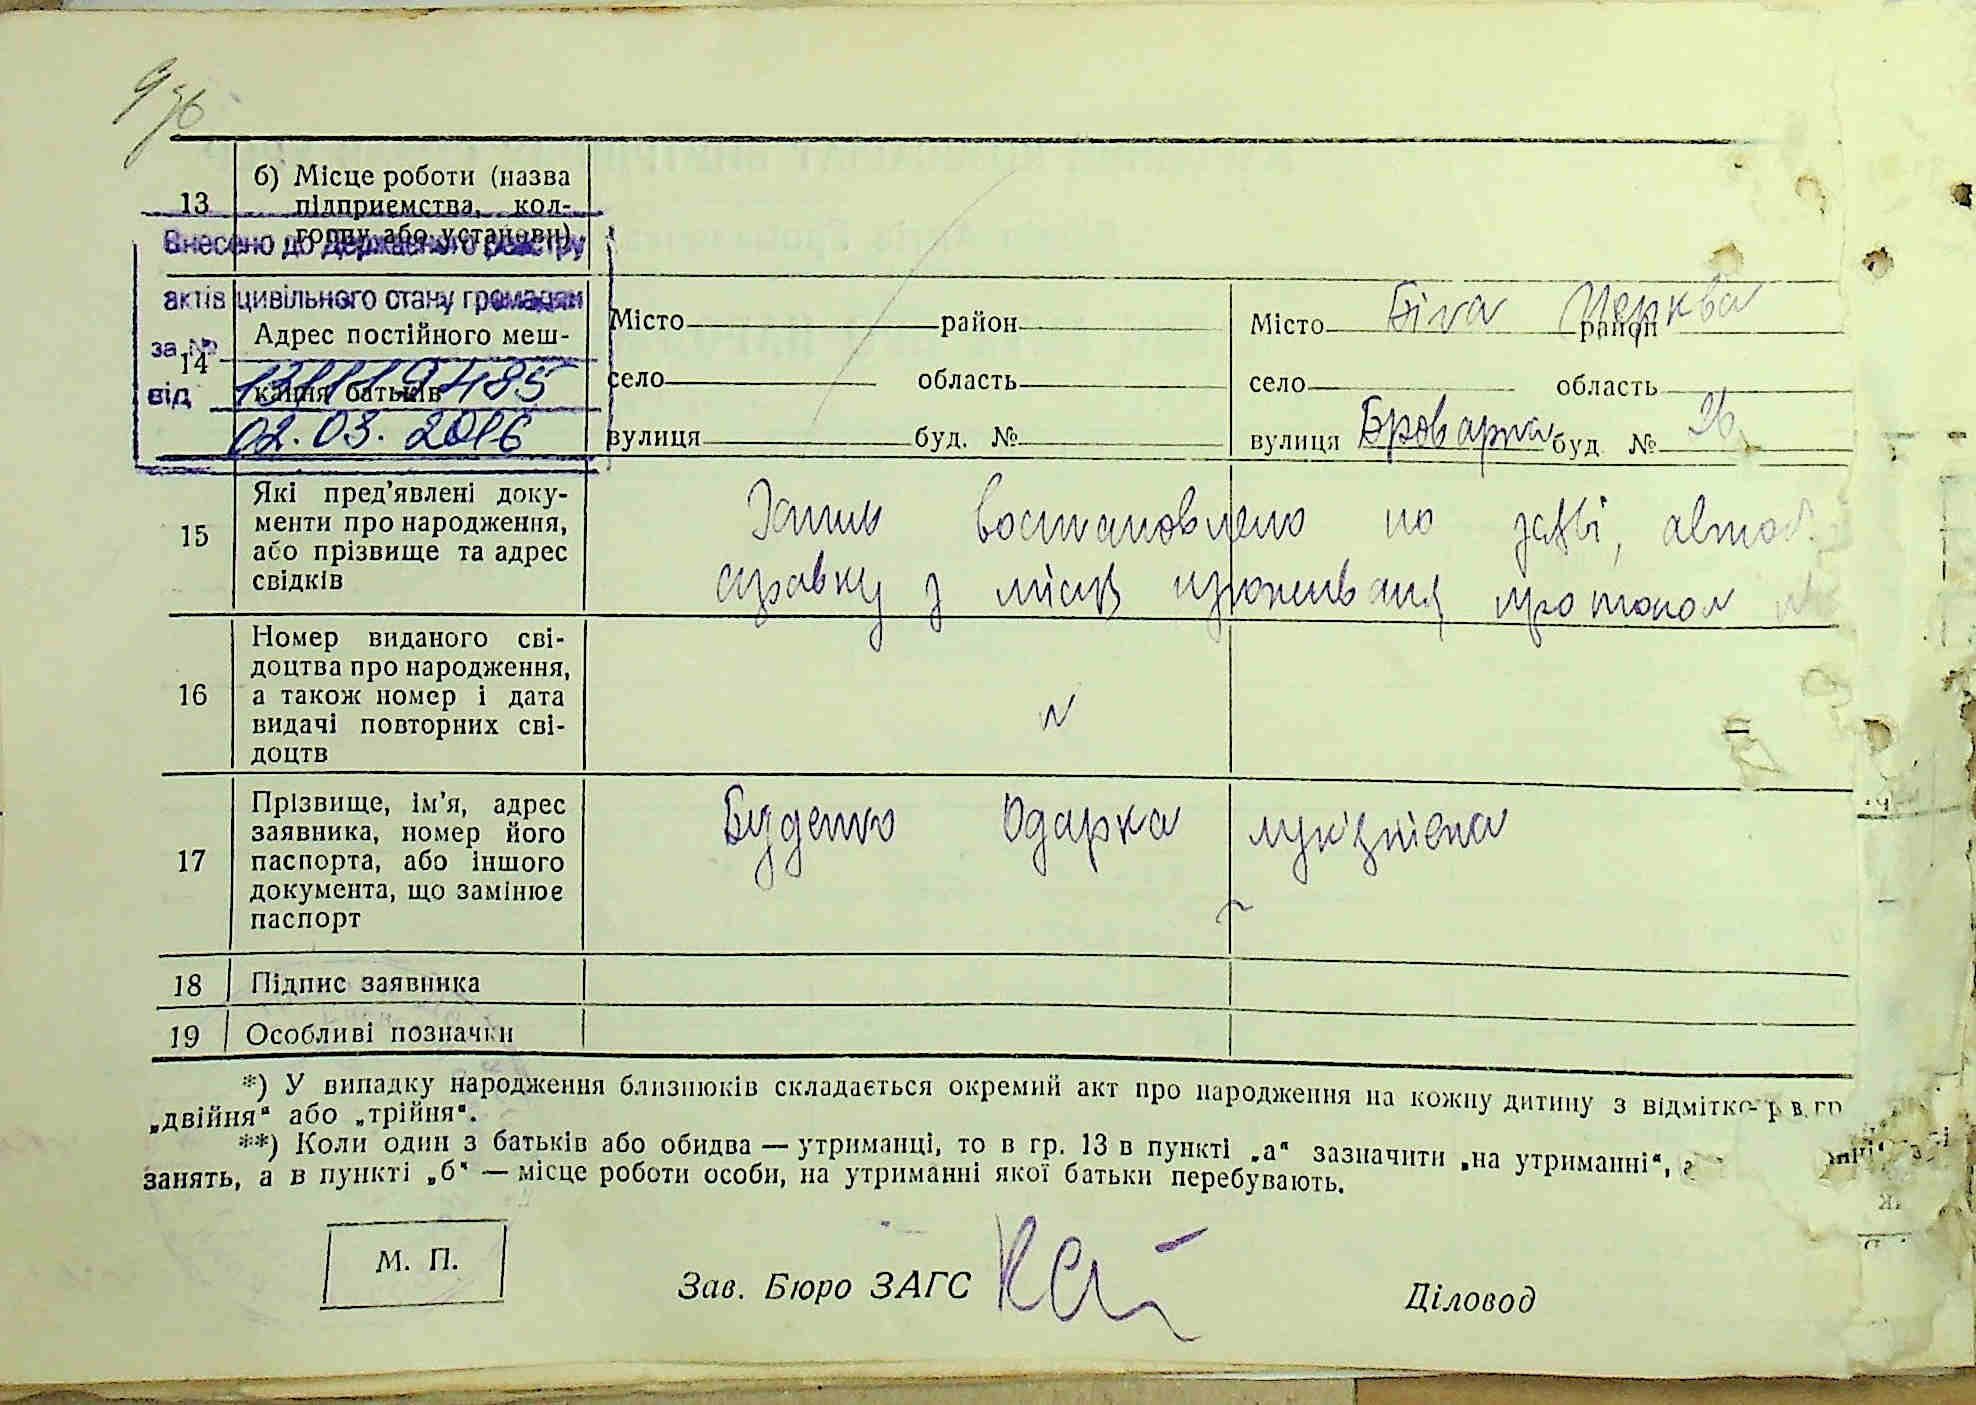 13
б) Місце роботи (назва
підприємства, кол-
госпу або установи)
Внесено до Державного реєстру
актів цивільного стану громадян
за №
від
02.03.2016
14
Адрес постійного меш-
кання батьків
Місто район
село область
вулиця буд. №
Місто Біла Церква район
село область
вулиця Броварна буд № 26
15
Які пред'явлені доку-
менти про народження,
або прізвище та адрес
свідків
Запис востановлено по заяві,
справку з місця проживання протокол
16
Номер виданого сві-
доцтва про народження,
а також номер і дата
видачі повторних сві-
доцтв
17
Прізвище, ім'я, адрес
заявника, номер його
паспорта, або іншого
документа, що замінює
паспорт
Буденко Одарка
18
Підпис заявника
19
Особливі позначки
*) У випадку народження близнюків складається окремий акт про народження на кожну дитину з відмітко
„двійня" або „трійня".
**) Коли один з батьків або обидва — утриманці, то в гр. 13 в пункті „а" зазначити „на утриманні",
занять, а в пункті „б" — місце роботи особи, на утриманні якої батьки перебувають.
М. П.
Зав. Бюро ЗАГС
Діловод